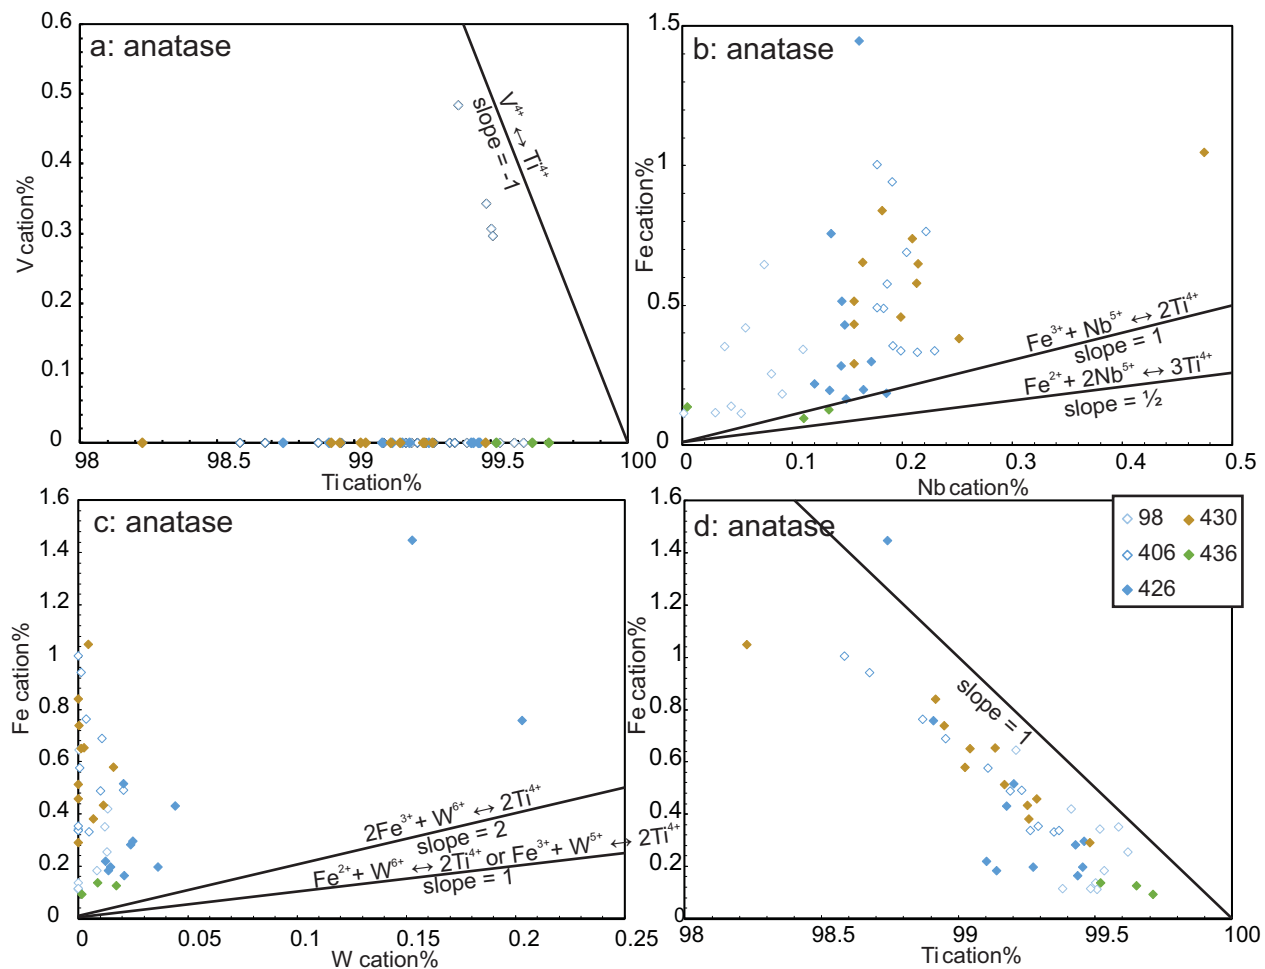 a: anatase
0.6
0.5
0.4
0.3
0.2
0.1
0
V cation%
98
98.5
99
99.5
100
Ti cation%
V4+ ↔ Ti4+
slope = -1
b: anatase
1.5
1
0.5
0
Fe cation%
0
0.1
0.2
0.3
0.4
0.5
Nb cation%
Fe3+ + Nb5+ ↔ 2Ti4+
slope = 1
Fe2+ + 2Nb5+ ↔ 3Ti4+
slope = ½
c: anatase
1.6
1.4
1.2
1
0.8
0.6
0.4
0.2
0
Fe cation%
0
0.05
0.1
0.15
0.2
0.25
W cation%
2Fe3+ + W6+ ↔ 2Ti4+
slope = 2
Fe2+ + W6+ ↔ 2Ti4+ or Fe3+ + W5+ ↔ 2Ti4+
slope = 1
d: anatase
1.6
1.4
1.2
1
0.8
0.6
0.4
0.2
0
Fe cation%
98
98.5
99
99.5
100
Ti cation%
slope = 1
98 430
406 436
426